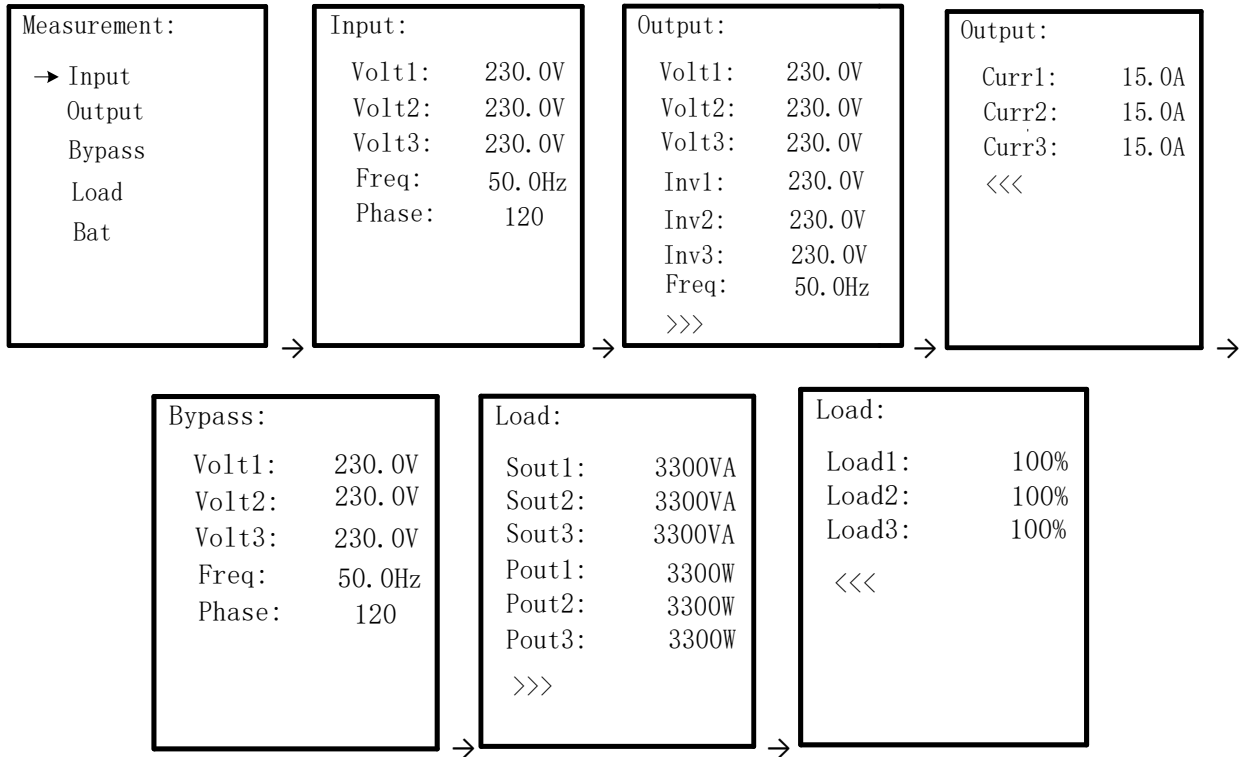 Measurement:
→ Input
Output
Bypass
Load
Bat
→
Input:
Volt1: 230.0V
Volt2: 230.0V
Volt3: 230.0V
Freq: 50.0Hz
Phase: 120
→
Output:
Volt1: 230.0V
Volt2: 230.0V
Volt3: 230.0V
Inv1: 230.0V
Inv2: 230.0V
Inv3: 230.0V
Freq: 50.0Hz
>>>
→
Output:
Curr1: 15.0A
Curr2: 15.0A
Curr3: 15.0A
<<<
→
Bypass:
Volt1: 230.0V
Volt2: 230.0V
Volt3: 230.0V
Freq: 50.0Hz
Phase: 120
→
Load:
Sout1: 3300VA
Sout2: 3300VA
Sout3: 3300VA
Pout1: 3300W
Pout2: 3300W
Pout3: 3300W
>>>
→
Load:
Load1: 100%
Load2: 100%
Load3: 100%
<<<